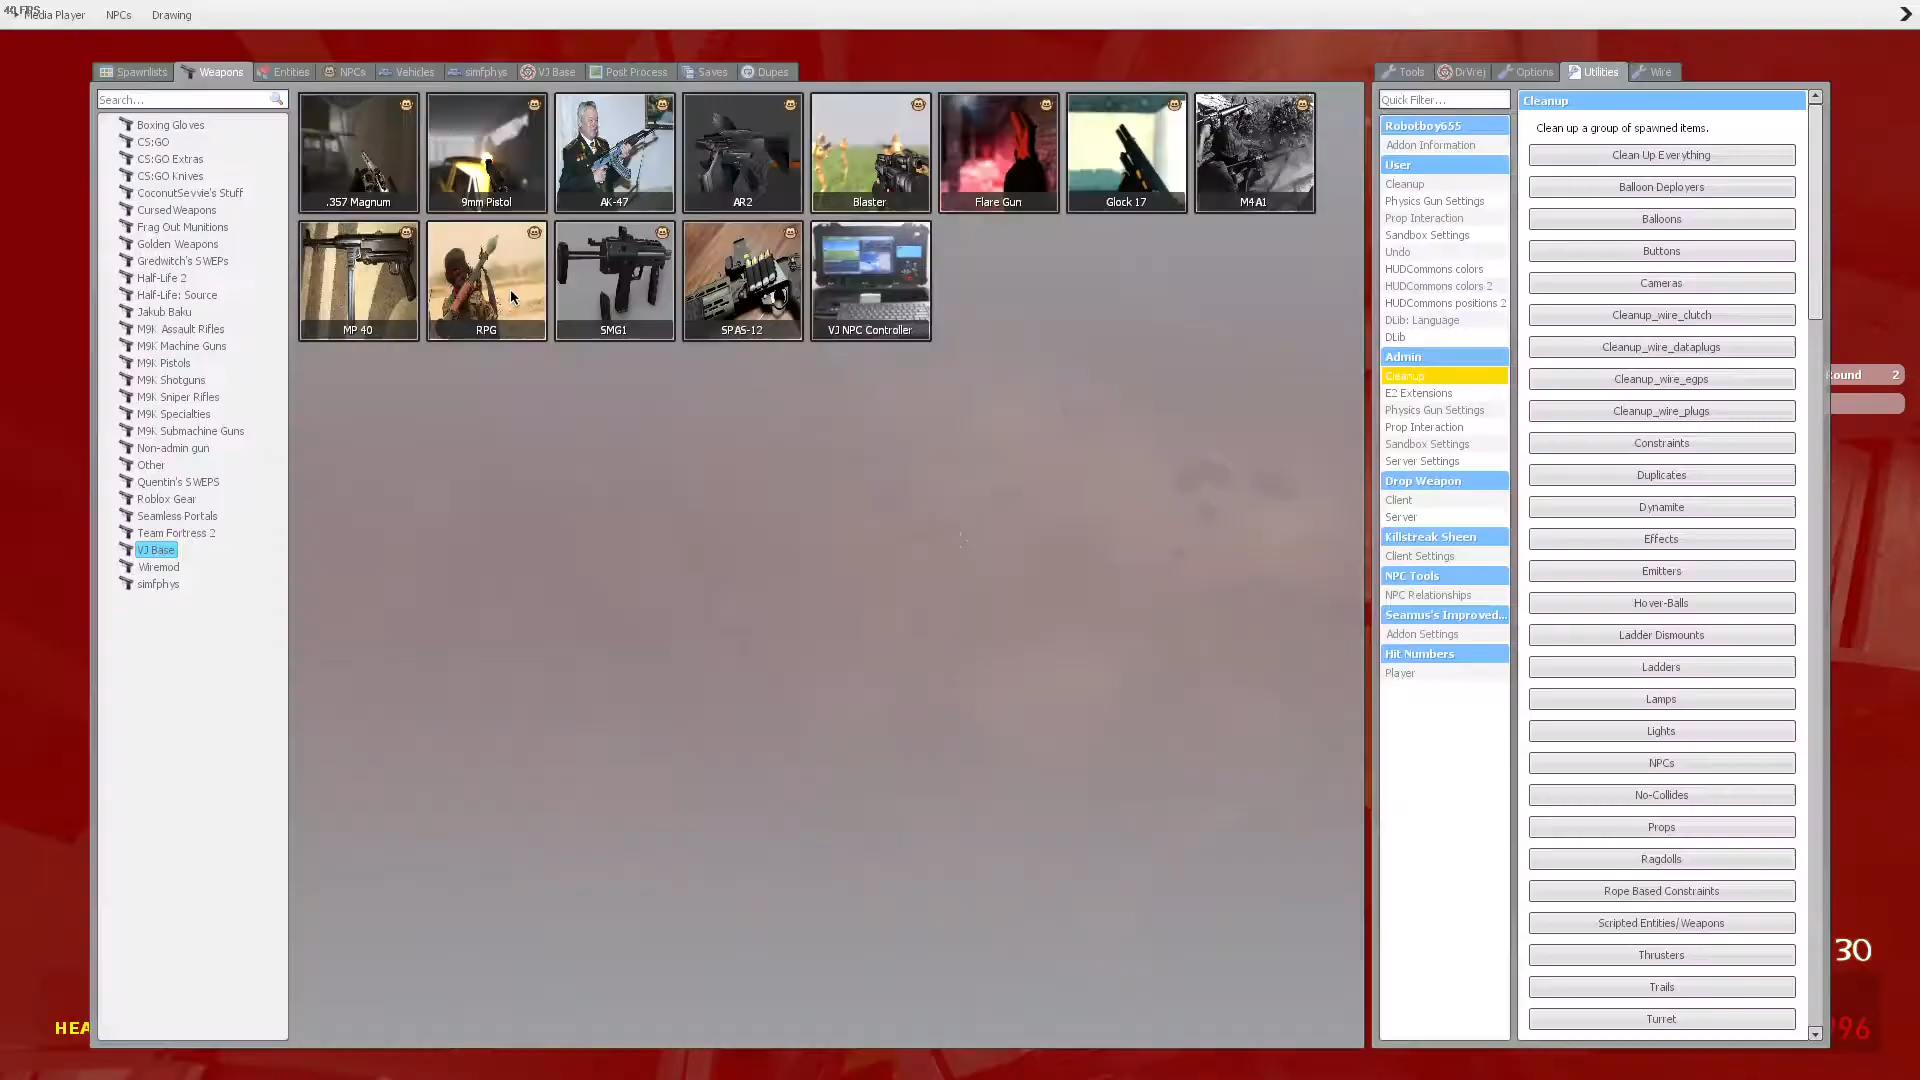 40 FPS
Media Player NPCs Drawing
Spawnlists Weapons Entities NPCs Vehicles simfphys VJ Base Post Process Saves Dupes
Tools DrVrej Options Utilities Wire
Search...
Boxing Gloves
CS:GO
CS:GO Extras
CS:GO Knives
CoconutSevvie's Stuff
CursedWeapons
Frag Out Munitions
Golden Weapons
Gredwitch's SWEPs
Half-Life 2
Half-Life: Source
Jakub Baku
M9K Assault Rifles
M9K Machine Guns
M9K Pistols
M9K Shotguns
M9K Sniper Rifles
M9K Specialties
M9K Submachine Guns
Non-admin gun
Other
Quentin's SWEPS
Roblox Gear
Seamless Portals
Team Fortress 2
VJ Base
Wiremod
simfphys
.357 Magnum 9mm Pistol AK-47 AR2 Blaster Flare Gun Glock 17 M4A1
MP 40 RPG SMG1 SPAS-12 VJ NPC Controller
Quick Filter...
Robotboy655
Addon Information
User
Cleanup
Physics Gun Settings
Prop Interaction
Sandbox Settings
Undo
HUDCommons colors
HUDCommons colors 2
HUDCommons positions 2
DLib: Language
DLib
Admin
Cleanup
E2 Extensions
Physics Gun Settings
Prop Interaction
Sandbox Settings
Server Settings
Drop Weapon
Client
Server
Killstreak Sheen
Client Settings
NPC Tools
NPC Relationships
Seamus's Improved...
Addon Settings
Hit Numbers
Player
Cleanup
Clean up a group of spawned items.
Clean Up Everything
Balloon Deployers
Balloons
Buttons
Cameras
Cleanup_wire_clutch
Cleanup_wire_dataplugs
Cleanup_wire_egps
Cleanup_wire_plugs
Constraints
Duplicates
Dynamite
Effects
Emitters
Hover-Balls
Ladder Dismounts
Ladders
Lamps
Lights
NPCs
No-Collides
Props
Ragdolls
Rope Based Constraints
Scripted Entities/Weapons
Thrusters
Trails
Turret
ound 2
30
HEA
96